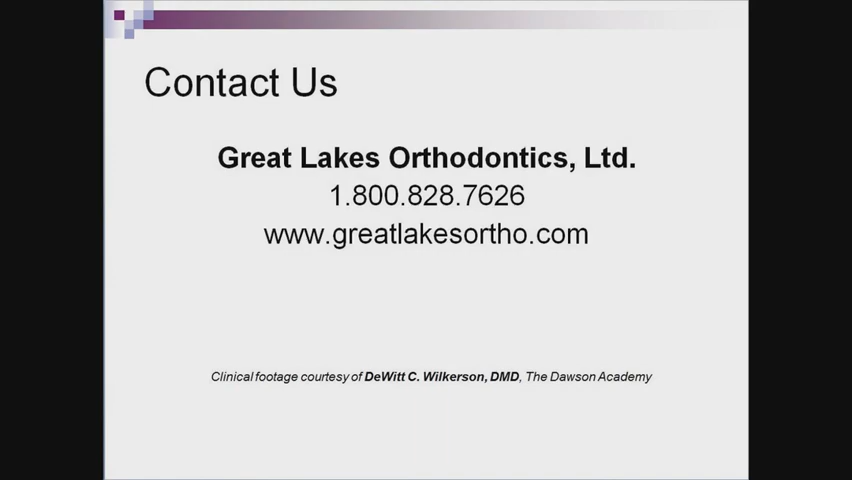 Contact Us
Great Lakes Orthodontics, Ltd.
1.800.828.7626
www.greatlakesortho.com
Clinical footage courtesy of DeWitt C. Wilkerson, DMD, The Dawson Academy